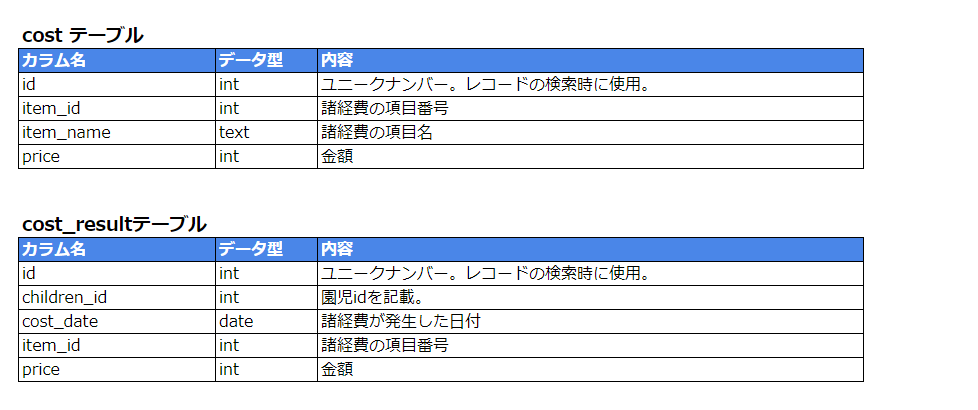 cost テーブル
カラム名 データ型 内容
id int ユニークナンバー。レコードの検索時に使用。
item_id int 諸経費の項目番号
item_name text 諸経費の項目名
price int 金額
cost_resultテーブル
カラム名 データ型 内容
id int ユニークナンバー。レコードの検索時に使用。
children_id int 園児idを記載。
cost_date date 諸経費が発生した日付
item_id int 諸経費の項目番号
price int 金額